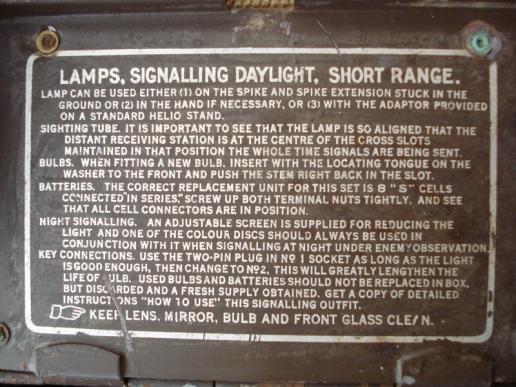 LAMPS, SIGNALLING DAYLIGHT, SHORT RANGE.
LAMP CAN BE USED EITHER (1) ON THE SPIKE AND SPIKE EXTENSION STUCK IN THE
GROUND OR (2) IN THE HAND IF NECESSARY, OR (3) WITH THE ADAPTOR PROVIDED
ON A STANDARD HELIO STAND.
SIGHTING TUBE. IT IS IMPORTANT TO SEE THAT THE LAMP IS SO ALIGNED THAT THE
DISTANT RECEIVING STATION IS AT THE CENTRE OF THE CROSS SLOTS
MAINTAINED IN THAT POSITION THE WHOLE TIME SIGNALS ARE BEING SENT.
BULBS. WHEN FITTING A NEW BULB, INSERT WITH THE LOCATING TONGUE ON THE
WASHER TO THE FRONT AND PUSH THE STEM RIGHT BACK IN THE SLOT.
BATTERIES. THE CORRECT REPLACEMENT UNIT FOR THIS SET IS 8 "S" CELLS
CONNECTED "IN SERIES," SCREW UP BOTH TERMINAL NUTS TIGHTLY. AND SEE
THAT ALL CELL CONNECTORS ARE IN POSITION.
NIGHT SIGNALLING. AN ADJUSTABLE SCREEN IS SUPPLIED FOR REDUCING THE
LIGHT AND ONE OF THE COLOUR DISCS SHOULD ALWAYS BE USED IN
CONJUNCTION WITH IT WHEN SIGNALLING AT NIGHT UNDER ENEMY OBSERVATION.
KEY CONNECTIONS. USE THE TWO-PIN PLUG IN Nº 1 SOCKET AS LONG AS THE LIGHT
IS GOOD ENOUGH, THEN CHANGE TO Nº2, THIS WILL GREATLY LENGTHEN THE
LIFE OF BULB. USED BULBS AND BATTERIES SHOULD NOT BE REPLACED IN BOX,
BUT DISCARDED AND A FRESH SUPPLY OBTAINED. GET A COPY OF DETAILED
INSTRUCTIONS "HOW TO USE" THIS SIGNALLING OUTFIT.
KEEP LENS, MIRROR, BULB AND FRONT GLASS CLEAN.